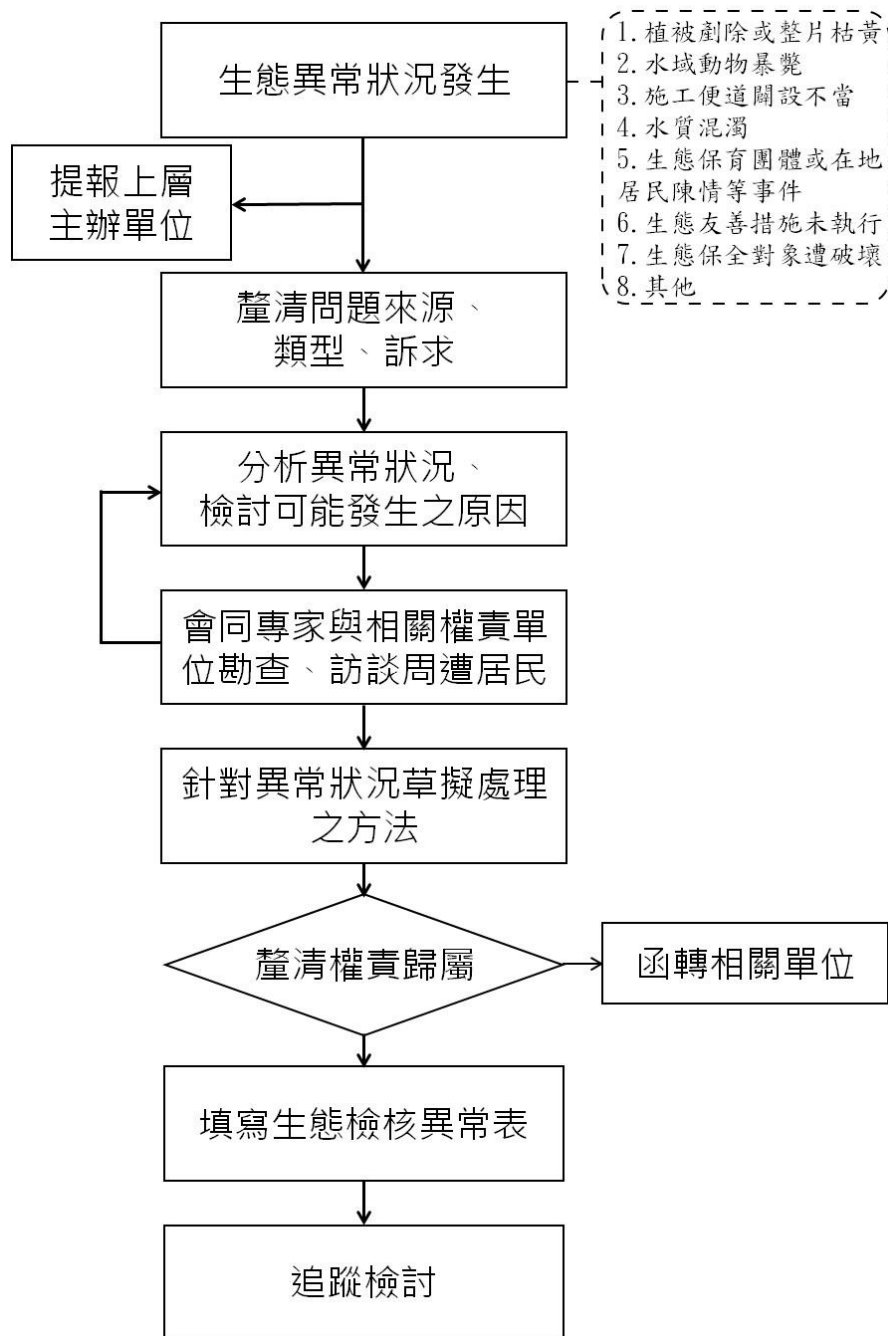 生態異常狀況發生
1.植被剷除或整片枯黃
2.水域動物暴斃
3.施工便道闢設不當
4.水質混濁
5.生態保育團體或在地
居民陳情等事件
6.生態友善措施未執行
7.生態保全對象遭破壞
8.其他
提報上層
主辦單位
釐清問題來源、
類型、訴求
分析異常狀況、
檢討可能發生之原因
會同專家與相關權責單
位勘查、訪談周遭居民
針對異常狀況草擬處理
之方法
釐清權責歸屬
函轉相關單位
填寫生態檢核異常表
追蹤檢討